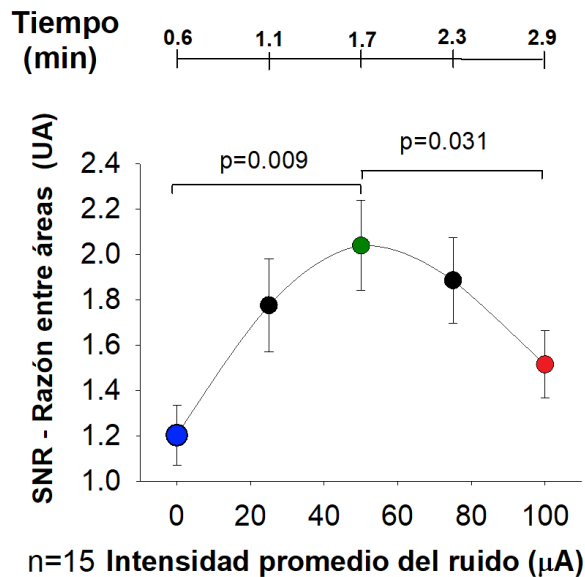 Tiempo
(min)
0.6 1.1 1.7 2.3 2.9
SNR - Razón entre áreas (UA)
p=0.009
p=0.031
2.4
2.2
2.0
1.8
1.6
1.4
1.2
1.0
0 20 40 60 80 100
n=15 Intensidad promedio del ruido (μA)